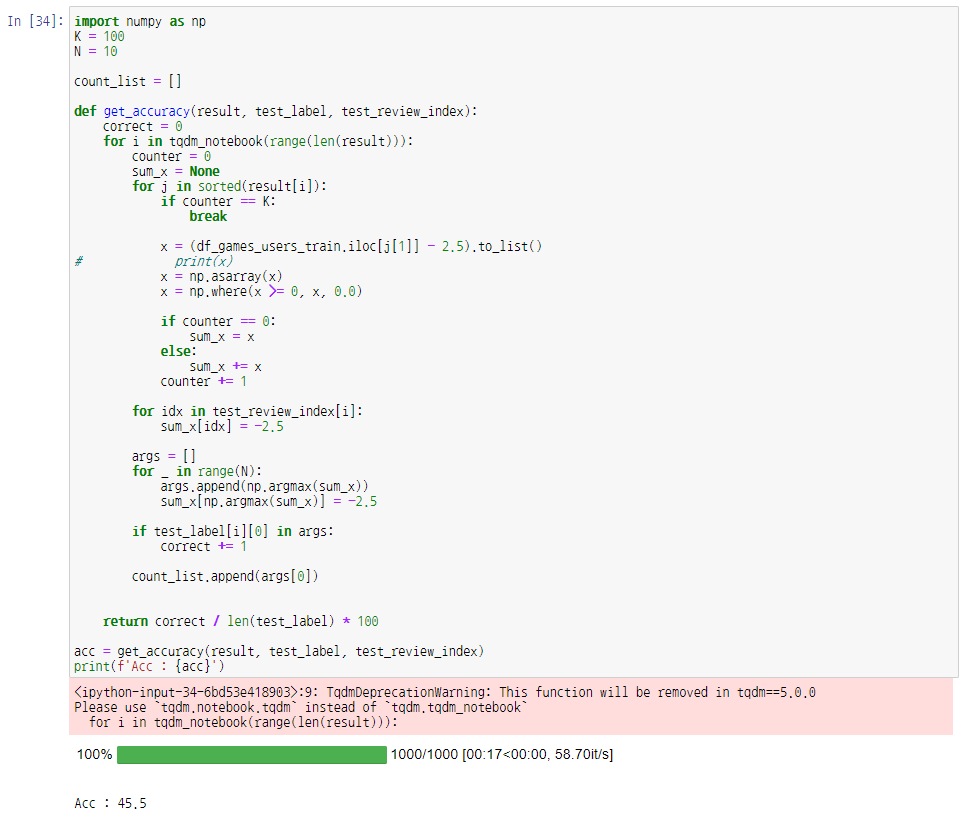 In [34]: import numpy as np
K = 100
N = 10

count_list = []

def get_accuracy(result, test_label, test_review_index):
    correct = 0
    for i in tqdm_notebook(range(len(result))):
        counter = 0
        sum_x = None
        for j in sorted(result[i]):
            if counter == K:
                break

            x = (df_games_users_train.iloc[j[1]] - 2.5).to_list()
#             print(x)
            x = np.asarray(x)
            x = np.where(x >= 0, x, 0.0)

            if counter == 0:
                sum_x = x
            else:
                sum_x += x
            counter += 1

        for idx in test_review_index[i]:
            sum_x[idx] = -2.5

        args = []
        for _ in range(N):
            args.append(np.argmax(sum_x))
            sum_x[np.argmax(sum_x)] = -2.5

        if test_label[i][0] in args:
            correct += 1

        count_list.append(args[0])


    return correct / len(test_label) * 100

acc = get_accuracy(result, test_label, test_review_index)
print(f'Acc : {acc}')
<ipython-input-34-6bd53e418903>:9: TqdmDeprecationWarning: This function will be removed in tqdm==5.0.0
Please use `tqdm.notebook.tqdm` instead of `tqdm.tqdm_notebook`
  for i in tqdm_notebook(range(len(result))):
100% 1000/1000 [00:17<00:00, 58.70it/s]
Acc : 45.5